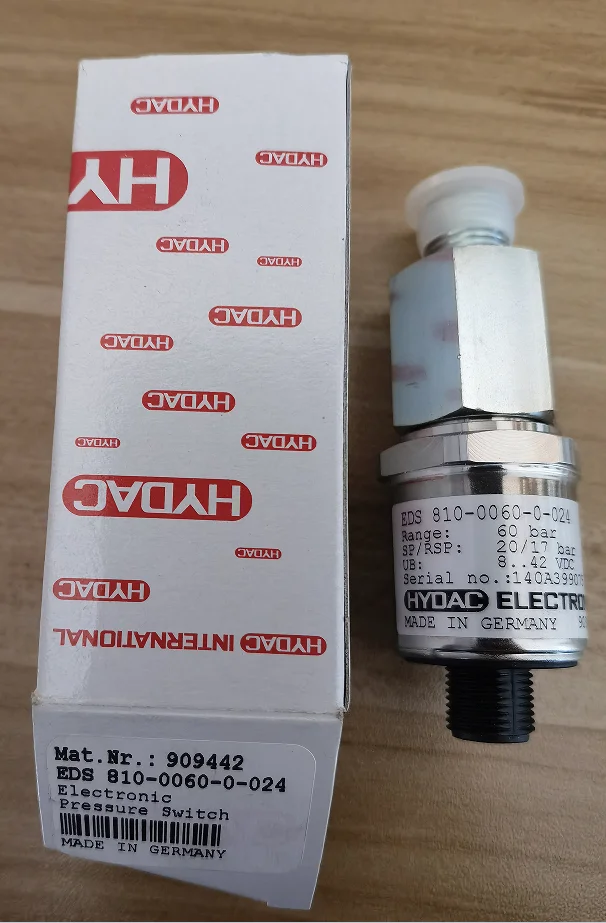 HYDAC
HYDAC
HY
HYDAC
HYDAC
HYDAC
HYDAC
HYDAC
HYDAC
HYDAC
HYDAC
HYDAC
HYDAC
HYDAC INTERNATIONAL
Mat.Nr.: 909442
EDS 810-0060-0-024
Electronic
Pressure Switch
MADE IN GERMANY
EDS 810-0060-0-024
Range: 60 bar
SP/RSP: 20/17 bar
UB: 8..42 VDC
Serial no.:140A39907
HYDAC ELECTRO
MADE IN GERMANY 90